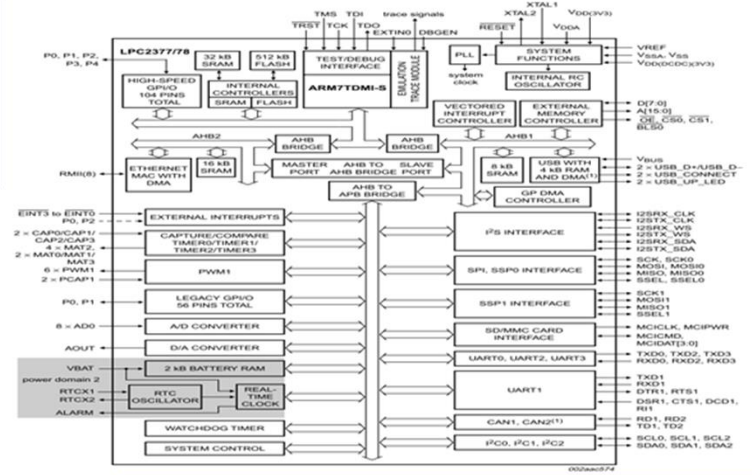 TMS
TDI
trace signals
XTAL1
XTAL2
VDD(3V3)
TRST
TCK
TDO
EXTIN0
DBGEN
RESET
VDDA
LPC2377/78
P0, P1, P2,
P3, P4
HIGH-SPEED
GPI/O
104 PINS
TOTAL
32 kB
SRAM
512 kB
FLASH
INTERNAL
CONTROLLERS
SRAM
FLASH
TEST/DEBUG
INTERFACE
ARM7TDMI-S
EMULATION
TRACE MODULE
PLL
system
clock
SYSTEM
FUNCTIONS
INTERNAL RC
OSCILLATOR
VREF
VSSA, VSS
VDD(DCDC)(3V3)
VECTORED
INTERRUPT
CONTROLLER
EXTERNAL
MEMORY
CONTROLLER
D[7:0]
A[15:0]
OE, CS0, CS1,
BLS0
AHB2
AHB
BRIDGE
AHB
BRIDGE
AHB1
RMII(8)
ETHERNET
MAC WITH
DMA
16 kB
SRAM
MASTER
PORT
AHB TO
AHB BRIDGE
SLAVE
PORT
8 kB
SRAM
USB WITH
4 kB RAM
AND DMA(1)
VBUS
2 × USB_D+/USB_D−
2 × USB_CONNECT
2 × USB_UP_LED
AHB TO
APB BRIDGE
GP DMA
CONTROLLER
EINT3 to EINT0
P0, P2
EXTERNAL INTERRUPTS
2 × CAP0/CAP1/
CAP2/CAP3
4 × MAT2,
2 × MAT0/MAT1/
MAT3
CAPTURE/COMPARE
TIMER0/TIMER1/
TIMER2/TIMER3
6 × PWM1
2 × PCAP1
PWM1
P0, P1
LEGACY GPI/O
56 PINS TOTAL
8 × AD0
A/D CONVERTER
AOUT
D/A CONVERTER
VBAT
2 kB BATTERY RAM
power domain 2
RTCX1
RTCX2
RTC
OSCILLATOR
REAL-
TIME
CLOCK
ALARM
WATCHDOG TIMER
SYSTEM CONTROL
I2S INTERFACE
I2SRX_CLK
I2STX_CLK
I2SRX_WS
I2STX_WS
I2SRX_SDA
I2STX_SDA
SPI, SSP0 INTERFACE
SCK, SCK0
MOSI, MOSI0
MISO, MISO0
SSEL, SSEL0
SSP1 INTERFACE
SCK1
MOSI1
MISO1
SSEL1
SD/MMC CARD
INTERFACE
MCICLK, MCIPWR
MCICMD,
MCIDAT[3:0]
UART0, UART2, UART3
TXD0, TXD2, TXD3
RXD0, RXD2, RXD3
UART1
TXD1
RXD1
DTR1, RTS1
DSR1, CTS1, DCD1,
RI1
CAN1, CAN2(1)
RD1, RD2
TD1, TD2
I2C0, I2C1, I2C2
SCL0, SCL1, SCL2
SDA0, SDA1, SDA2
002aac574